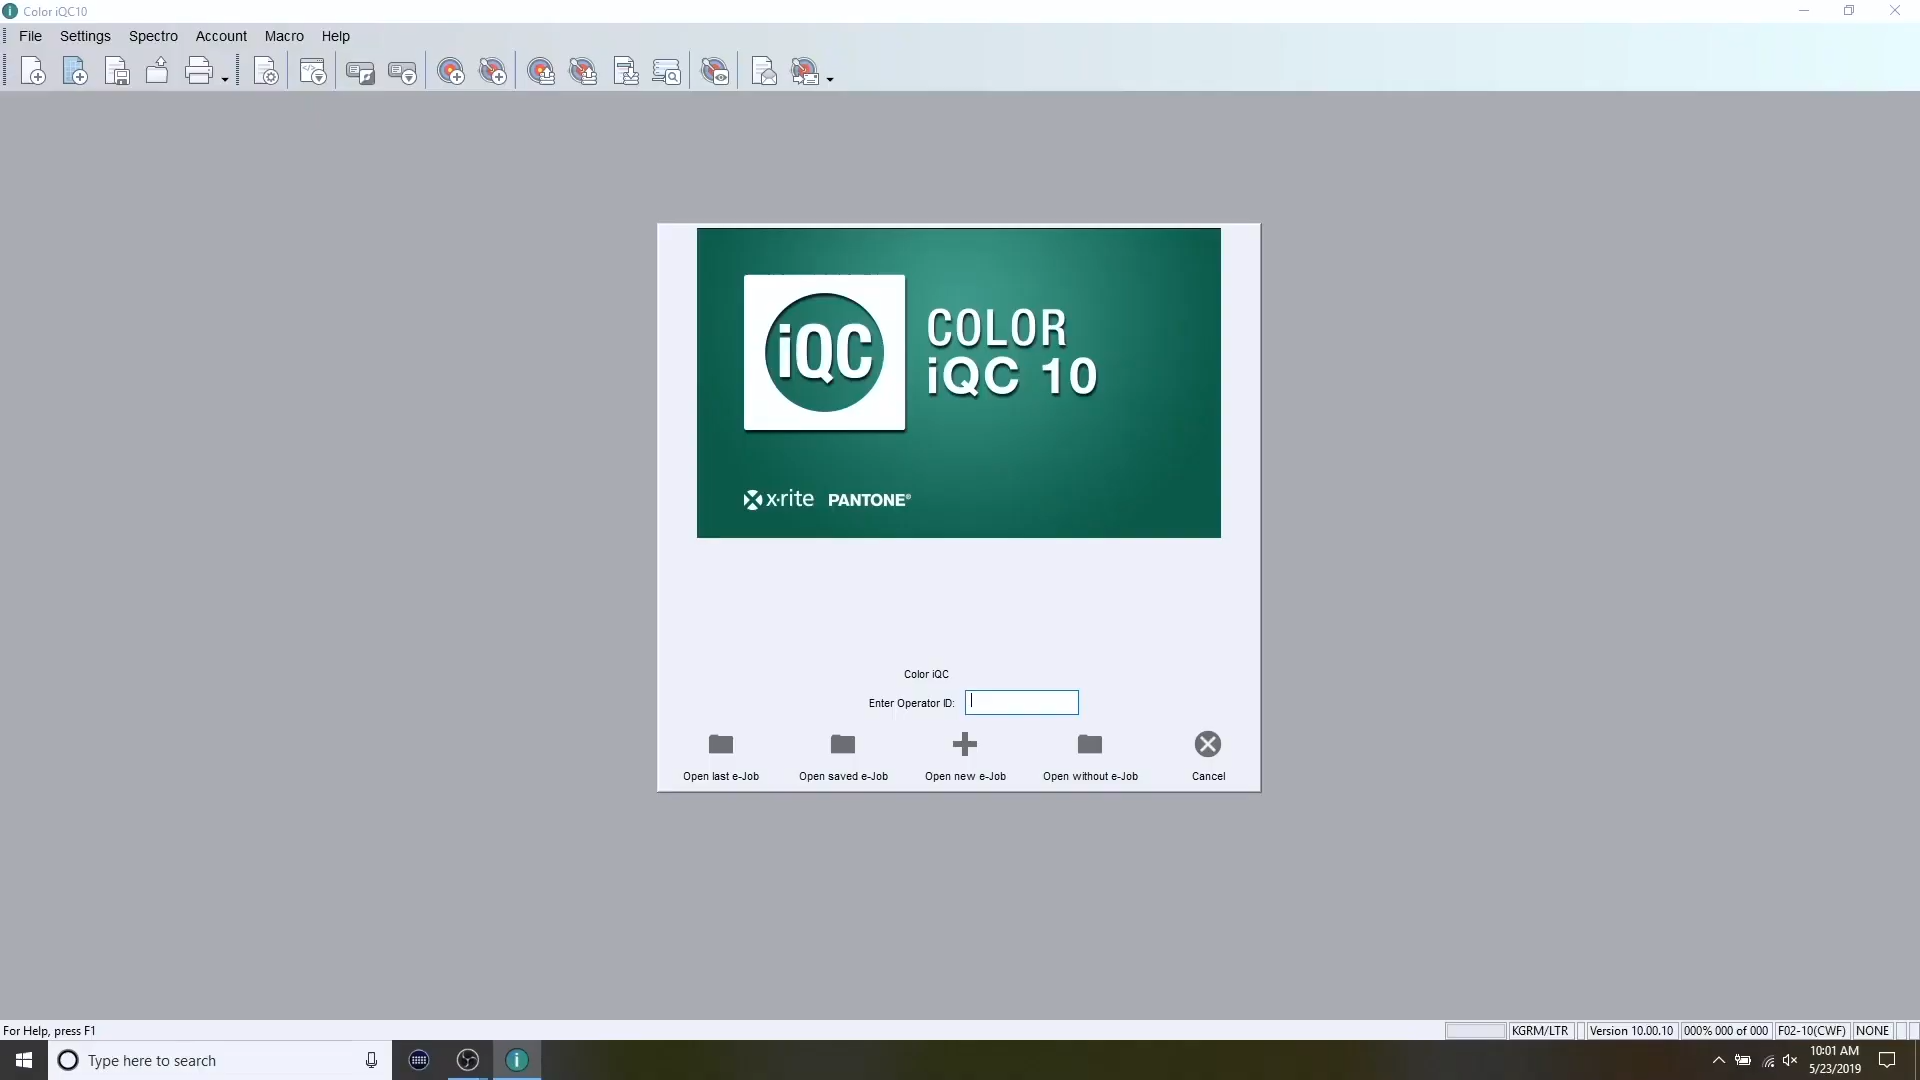 Color iQC10
File Settings Spectro Account Macro Help
iQC
COLOR
iQC 10
x·rite PANTONE®
Color iQC
Enter Operator ID:
Open last e-Job Open saved e-Job Open new e-Job Open without e-Job Cancel
For Help, press F1 KGRM/LTR Version 10.00.10 000% 000 of 000 F02-10(CWF) NONE
Type here to search
10:01 AM
5/23/2019